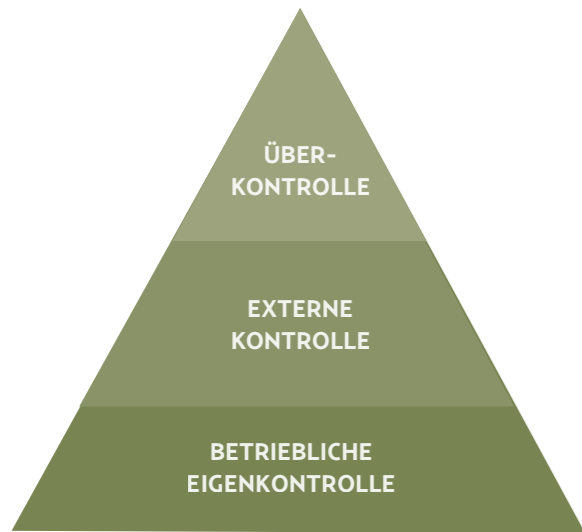 ÜBER-
KONTROLLE
EXTERNE
KONTROLLE
BETRIEBLICHE
EIGENKONTROLLE